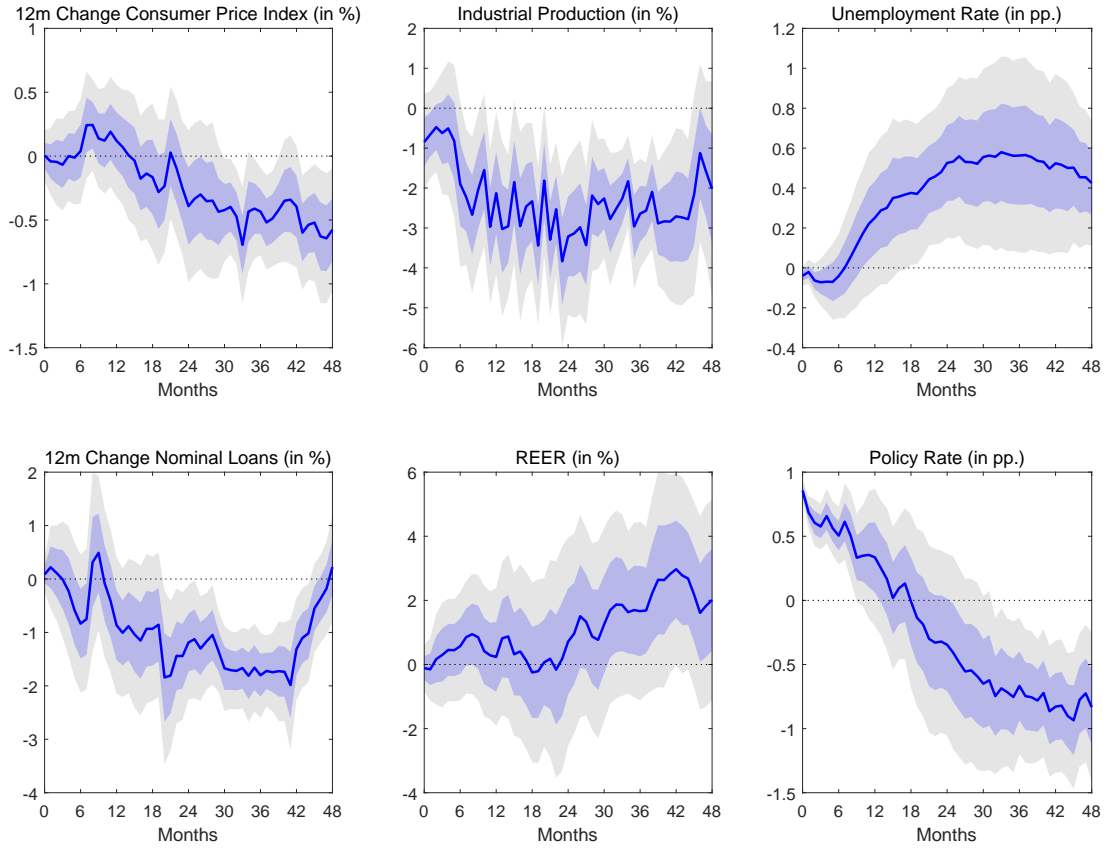 12m Change Consumer Price Index (in %)
1
0.5
0
-0.5
-1
-1.5
0 6 12 18 24 30 36 42 48
Months
Industrial Production (in %)
1
0
-1
-2
-3
-4
-5
-6
0 6 12 18 24 30 36 42 48
Months
Unemployment Rate (in pp.)
1.2
1
0.8
0.6
0.4
0.2
0
-0.2
-0.4
0 6 12 18 24 30 36 42 48
Months
12m Change Nominal Loans (in %)
2
1
0
-1
-2
-3
-4
0 6 12 18 24 30 36 42 48
Months
REER (in %)
6
4
2
0
-2
-4
0 6 12 18 24 30 36 42 48
Months
Policy Rate (in pp.)
1
0.5
0
-0.5
-1
-1.5
0 6 12 18 24 30 36 42 48
Months